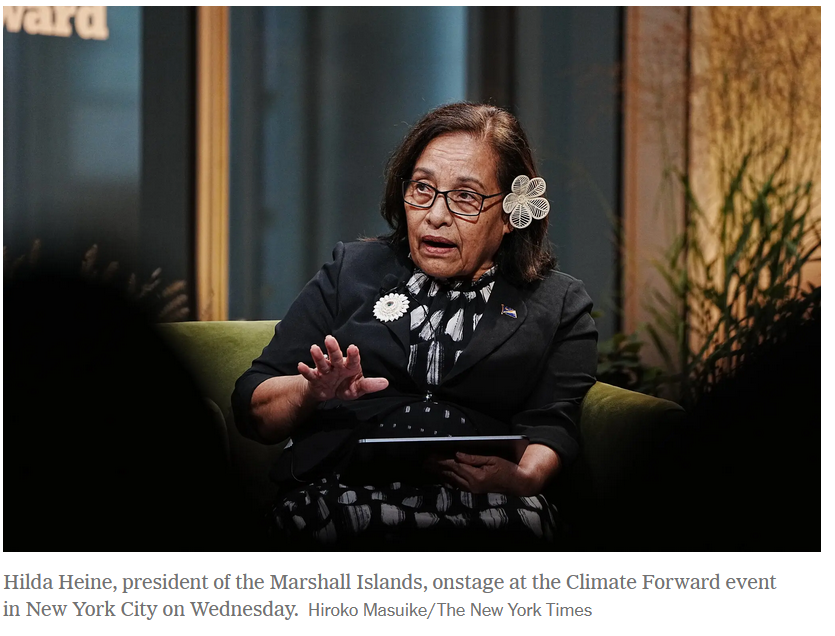 ward
Hilda Heine, president of the Marshall Islands, onstage at the Climate Forward event
in New York City on Wednesday. Hiroko Masuike/The New York Times